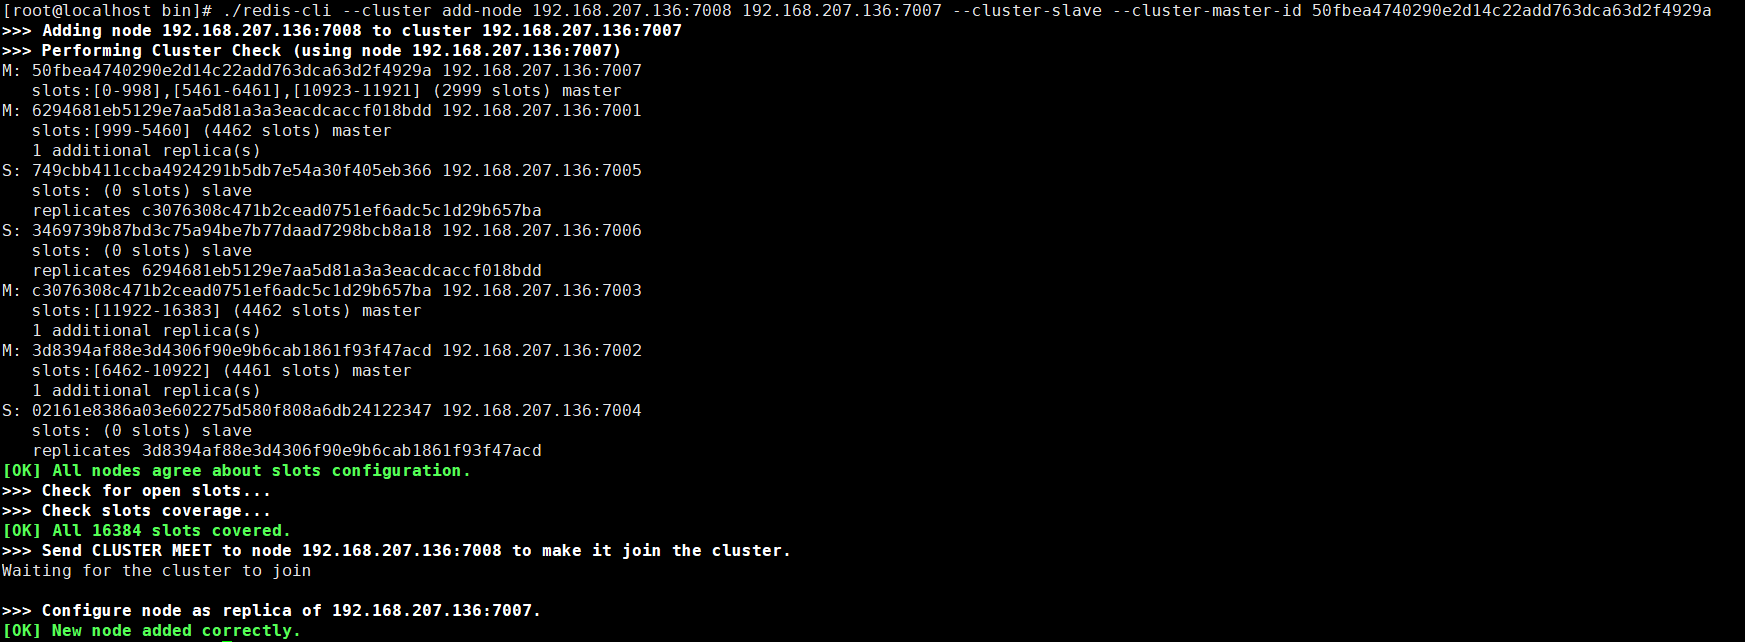 [root@localhost bin]# ./redis-cli --cluster add-node 192.168.207.136:7008 192.168.207.136:7007 --cluster-slave --cluster-master-id 50fbea4740290e2d14c22add763dca63d2f4929a
>>> Adding node 192.168.207.136:7008 to cluster 192.168.207.136:7007
>>> Performing Cluster Check (using node 192.168.207.136:7007)
M: 50fbea4740290e2d14c22add763dca63d2f4929a 192.168.207.136:7007
   slots:[0-998],[5461-6461],[10923-11921] (2999 slots) master
M: 6294681eb5129e7aa5d81a3a3eacdcaccf018bdd 192.168.207.136:7001
   slots:[999-5460] (4462 slots) master
   1 additional replica(s)
S: 749cbb411ccba4924291b5db7e54a30f405eb366 192.168.207.136:7005
   slots: (0 slots) slave
   replicates c3076308c471b2cead0751ef6adc5c1d29b657ba
S: 3469739b87bd3c75a94be7b77daad7298bcb8a18 192.168.207.136:7006
   slots: (0 slots) slave
   replicates 6294681eb5129e7aa5d81a3a3eacdcaccf018bdd
M: c3076308c471b2cead0751ef6adc5c1d29b657ba 192.168.207.136:7003
   slots:[11922-16383] (4462 slots) master
   1 additional replica(s)
M: 3d8394af88e3d4306f90e9b6cab1861f93f47acd 192.168.207.136:7002
   slots:[6462-10922] (4461 slots) master
   1 additional replica(s)
S: 02161e8386a03e602275d580f808a6db24122347 192.168.207.136:7004
   slots: (0 slots) slave
   replicates 3d8394af88e3d4306f90e9b6cab1861f93f47acd
[OK] All nodes agree about slots configuration.
>>> Check for open slots...
>>> Check slots coverage...
[OK] All 16384 slots covered.
>>> Send CLUSTER MEET to node 192.168.207.136:7008 to make it join the cluster.
Waiting for the cluster to join
>>> Configure node as replica of 192.168.207.136:7007.
[OK] New node added correctly.